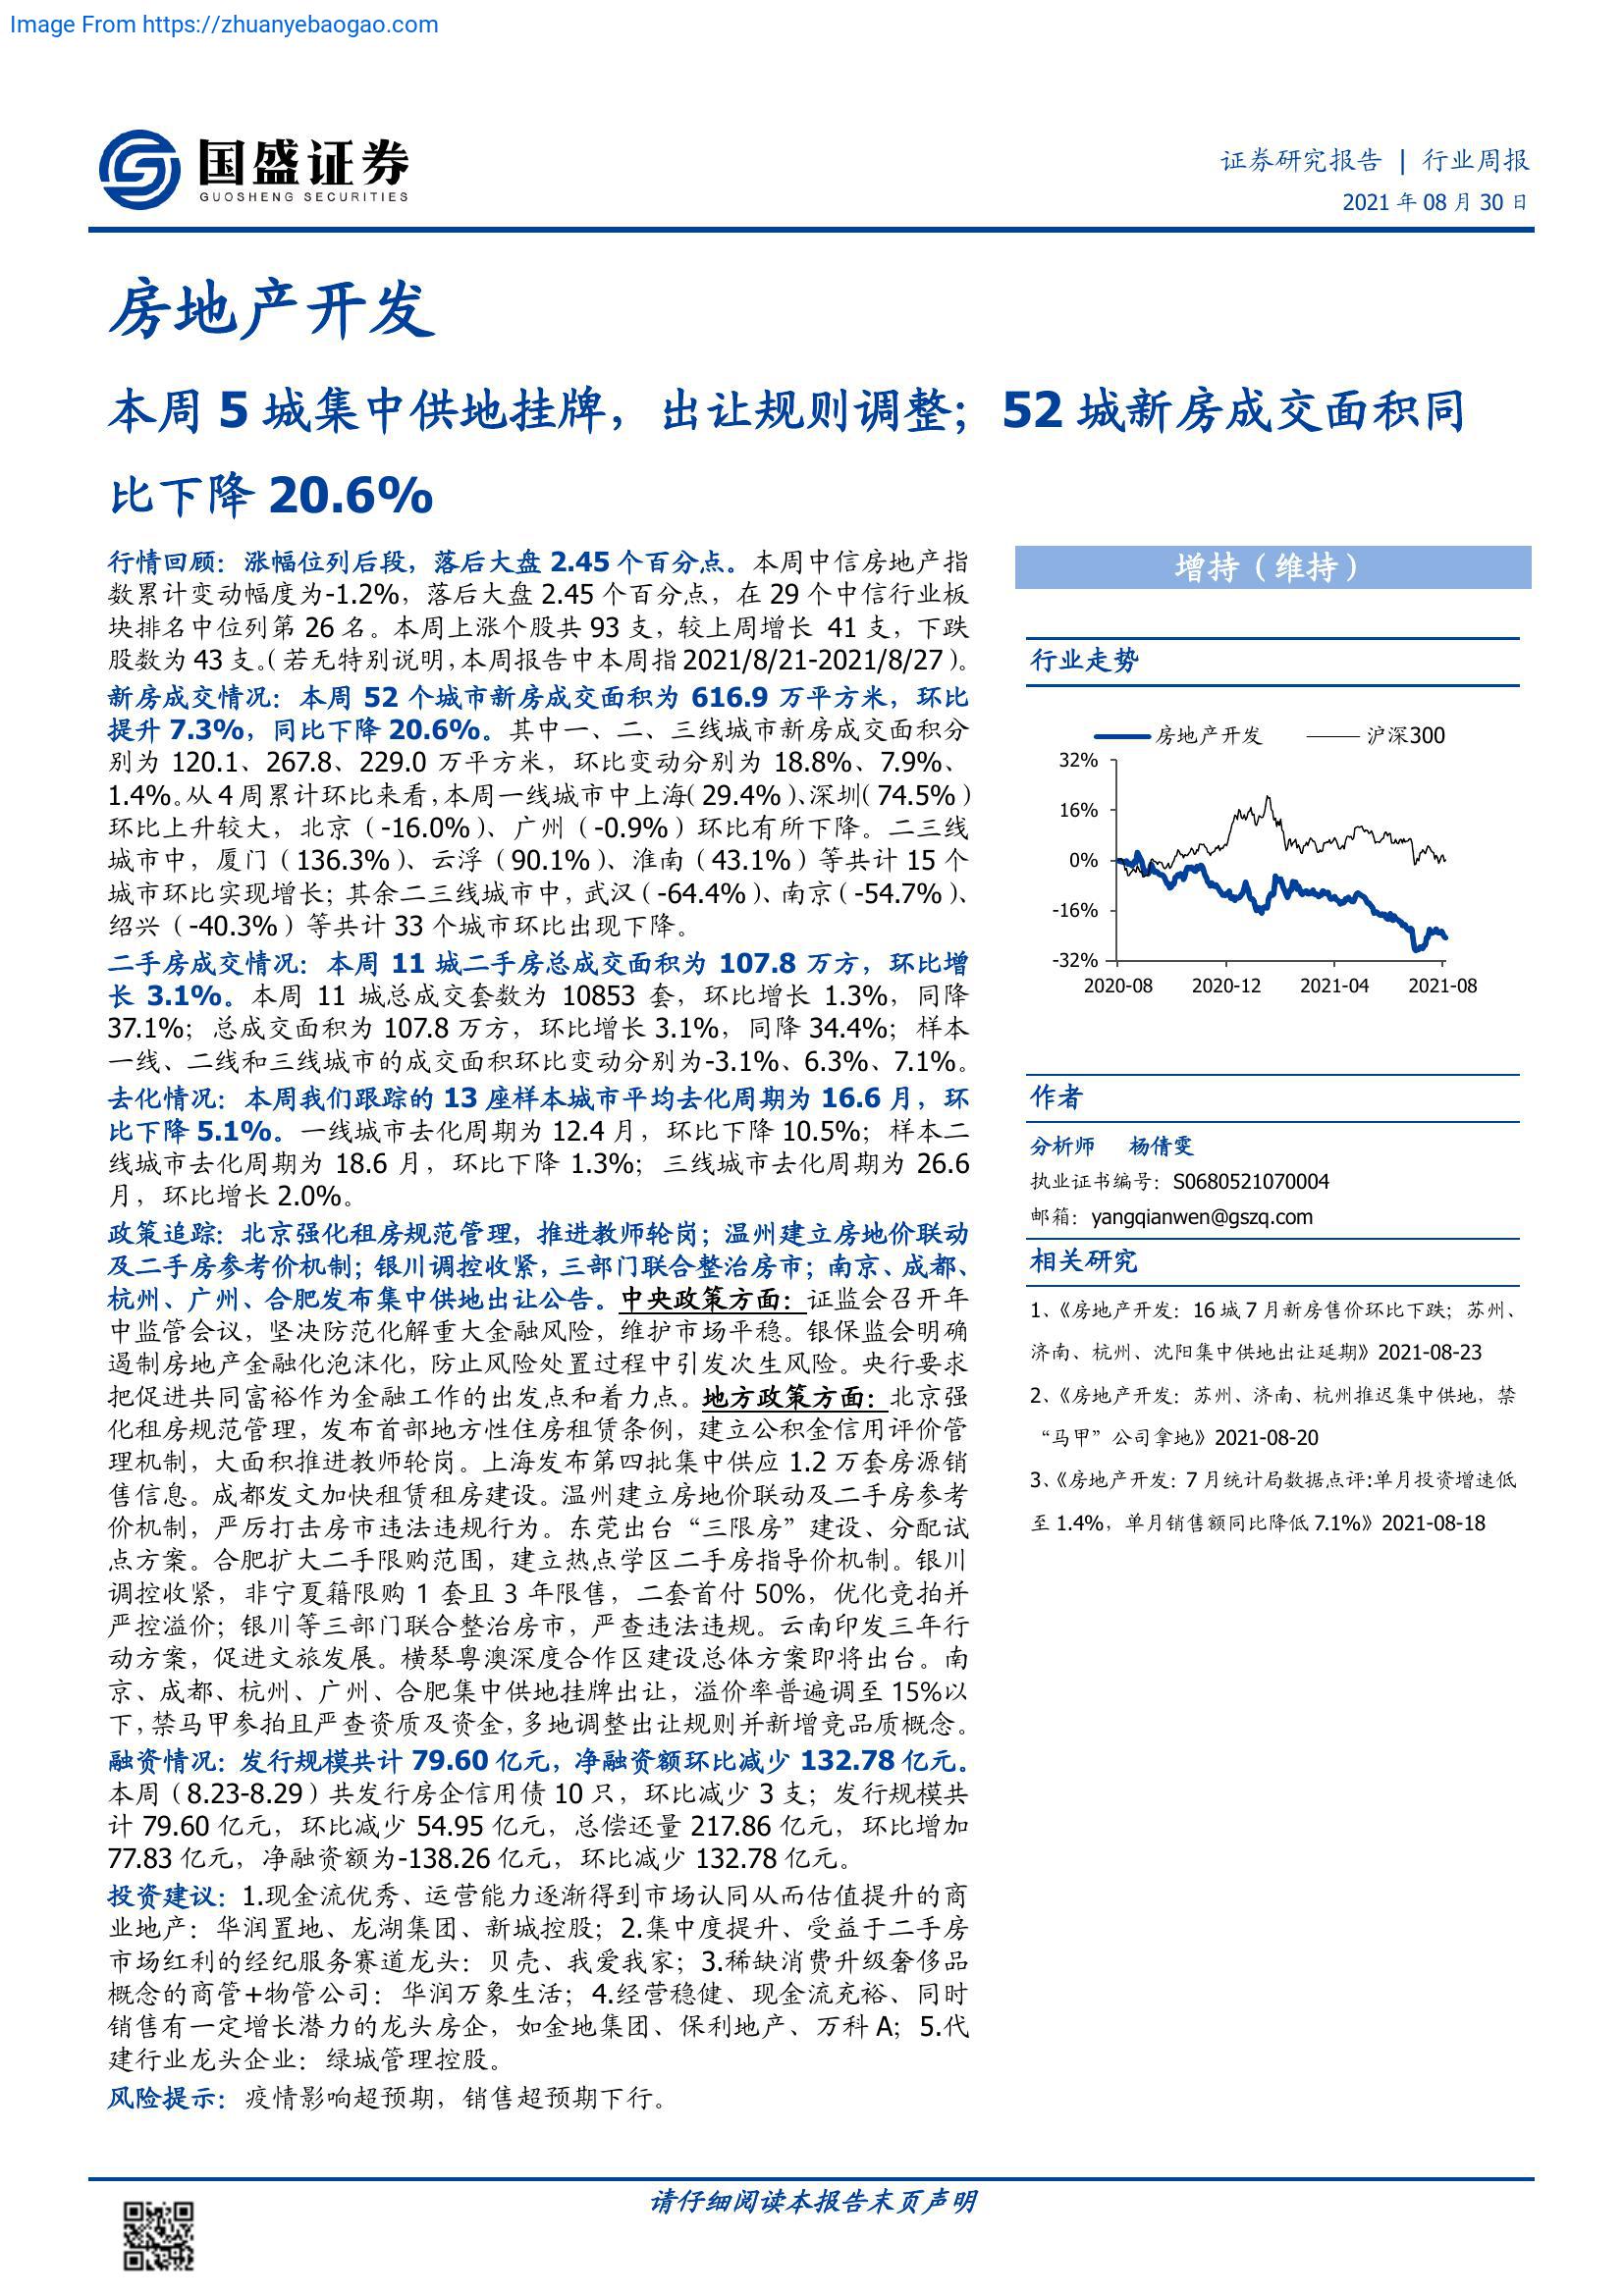 Image From https://zhuanyebaogao.com
国盛证券
GUOSHENG SECURITIES
证券研究报告 | 行业周报
2021 年 08 月 30 日
房地产开发
本周 5 城集中供地挂牌，出让规则调整；52 城新房成交面积同
比下降 20.6%
行情回顾：涨幅位列后段，落后大盘 2.45 个百分点。本周中信房地产指
数累计变动幅度为-1.2%，落后大盘 2.45 个百分点，在 29 个中信行业板
块排名中位列第 26 名。本周上涨个股共 93 支，较上周增长 41 支，下跌
股数为 43 支。（若无特别说明，本周报告中本周指 2021/8/21-2021/8/27）。
新房成交情况：本周 52 个城市新房成交面积为 616.9 万平方米，环比
提升 7.3%，同比下降 20.6%。其中一、二、三线城市新房成交面积分
别为 120.1、267.8、229.0 万平方米，环比变动分别为 18.8%、7.9%、
1.4%。从 4 周累计环比来看，本周一线城市中上海（29.4%）、深圳（74.5%）
环比上升较大，北京（-16.0%）、广州（-0.9%）环比有所下降。二三线
城市中，厦门（136.3%）、云浮（90.1%）、淮南（43.1%）等共计 15 个
城市环比实现增长；其余二三线城市中，武汉（-64.4%）、南京（-54.7%）、
绍兴（-40.3%）等共计 33 个城市环比出现下降。
二手房成交情况：本周 11 城二手房总成交面积为 107.8 万方，环比增
长 3.1%。本周 11 城总成交套数为 10853 套，环比增长 1.3%，同降
37.1%；总成交面积为 107.8 万方，环比增长 3.1%，同降 34.4%；样本
一线、二线和三线城市的成交面积环比变动分别为-3.1%、6.3%、7.1%。
去化情况：本周我们跟踪的 13 座样本城市平均去化周期为 16.6 月，环
比下降 5.1%。一线城市去化周期为 12.4 月，环比下降 10.5%；样本二
线城市去化周期为 18.6 月，环比下降 1.3%；三线城市去化周期为 26.6
月，环比增长 2.0%。
政策追踪：北京强化租房规范管理，推进教师轮岗；温州建立房地价联动
及二手房参考价机制；银川调控收紧，三部门联合整治房市；南京、成都、
杭州、广州、合肥发布集中供地出让公告。中央政策方面：证监会召开年
中监管会议，坚决防范化解重大金融风险，维护市场平稳。银保监会明确
遏制房地产金融化泡沫化，防止风险处置过程中引发次生风险。央行要求
把促进共同富裕作为金融工作的出发点和着力点。地方政策方面：北京强
化租房规范管理，发布首部地方性住房租赁条例，建立公积金信用评价管
理机制，大面积推进教师轮岗。上海发布第四批集中供应 1.2 万套房源销
售信息。成都发文加快租赁租房建设。温州建立房地价联动及二手房参考
价机制，严厉打击房市违法违规行为。东莞出台“三限房”建设、分配试
点方案。合肥扩大二手限购范围，建立热点学区二手房指导价机制。银川
调控收紧，非宁夏籍限购 1 套且 3 年限售，二套首付 50%，优化竞拍并
严控溢价；银川等三部门联合整治房市，严查违法违规。云南印发三年行
动方案，促进文旅发展。横琴粤澳深度合作区建设总体方案即将出台。南
京、成都、杭州、广州、合肥集中供地挂牌出让，溢价率普遍调至 15%以
下，禁马甲参拍且严查资质及资金，多地调整出让规则并新增竞品质概念。
融资情况：发行规模共计 79.60 亿元，净融资额环比减少 132.78 亿元。
本周（8.23-8.29）共发行房企信用债 10 只，环比减少 3 支；发行规模共
计 79.60 亿元，环比减少 54.95 亿元，总偿还量 217.86 亿元，环比增加
77.83 亿元，净融资额为-138.26 亿元，环比减少 132.78 亿元。
投资建议：1.现金流优秀、运营能力逐渐得到市场认同从而估值提升的商
业地产：华润置地、龙湖集团、新城控股；2.集中度提升、受益于二手房
市场红利的经纪服务赛道龙头：贝壳、我爱我家；3.稀缺消费升级奢侈品
概念的商管+物管公司：华润万象生活；4.经营稳健、现金流充裕、同时
销售有一定增长潜力的龙头房企，如金地集团、保利地产、万科 A；5.代
建行业龙头企业：绿城管理控股。
风险提示：疫情影响超预期，销售超预期下行。
增持（维持）
行业走势
房地产开发 沪深300
32%
16%
0%
-16%
-32%
2020-08 2020-12 2021-04 2021-08
作者
分析师 杨倩雯
执业证书编号：S0680521070004
邮箱：yangqianwen@gszq.com
相关研究
1、《房地产开发：16 城 7 月新房售价环比下跌；苏州、
济南、杭州、沈阳集中供地出让延期》2021-08-23
2、《房地产开发：苏州、济南、杭州推迟集中供地，禁
“马甲”公司拿地》2021-08-20
3、《房地产开发：7 月统计局数据点评:单月投资增速低
至 1.4%，单月销售额同比降低 7.1%》2021-08-18
请仔细阅读本报告末页声明